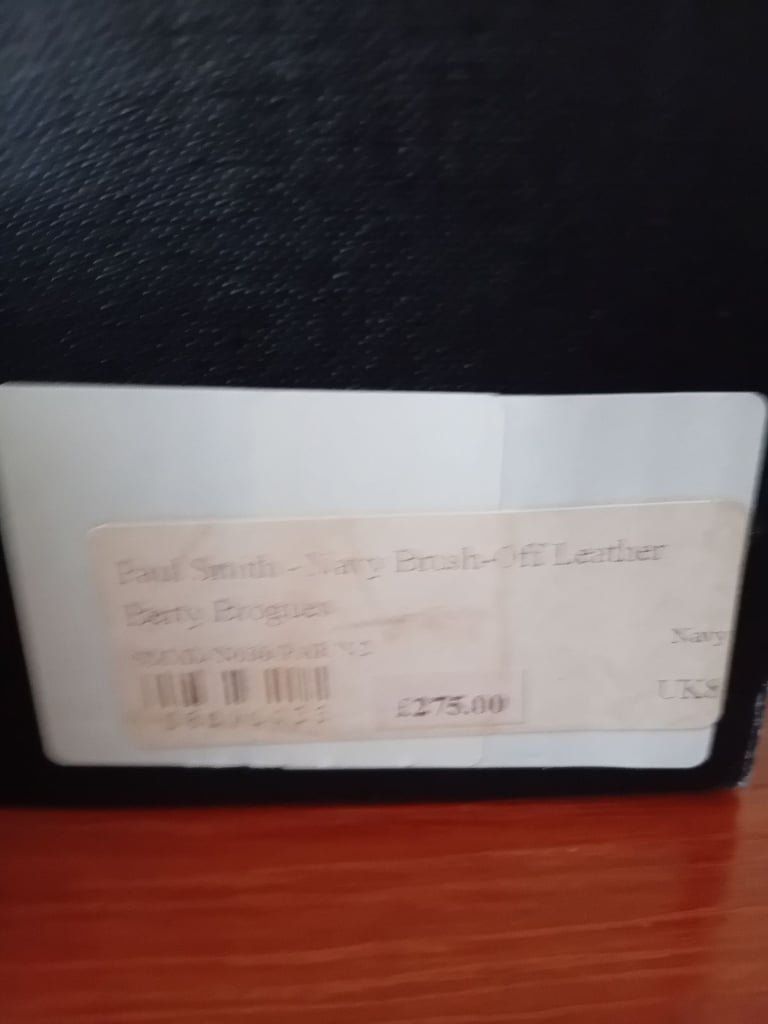 Paul Smith - Navy Brush-Off Leather
Berty Brogues
Navy
£275.00
UK8